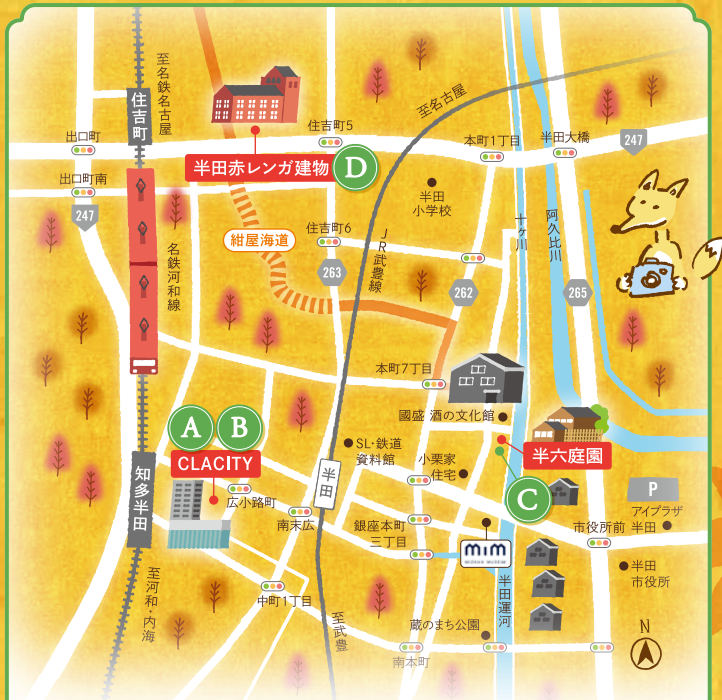 至名鉄名古屋
住吉町
出口町
出口町南
247
住吉町5
半田赤レンガ建物
D
至名古屋
本町1丁目
半田大橋
247
半田
小学校
十ヶ川
阿久比川
紺屋海道
住吉町6
263
JR武豊線
262
265
名鉄河和線
本町7丁目
國盛 酒の文化館
A
B
CLACITY
SL・鉄道
資料館
小栗家
住宅
半六庭園
C
知多半田
広小路町
南末広
半田
銀座本町
三丁目
P
アイプラザ
半田
市役所前
MIM
MIZKAN MUSEUM
半田
市役所
至河和・内海
中町1丁目
至武豊
半田運河
蔵のまち公園
南本町
N